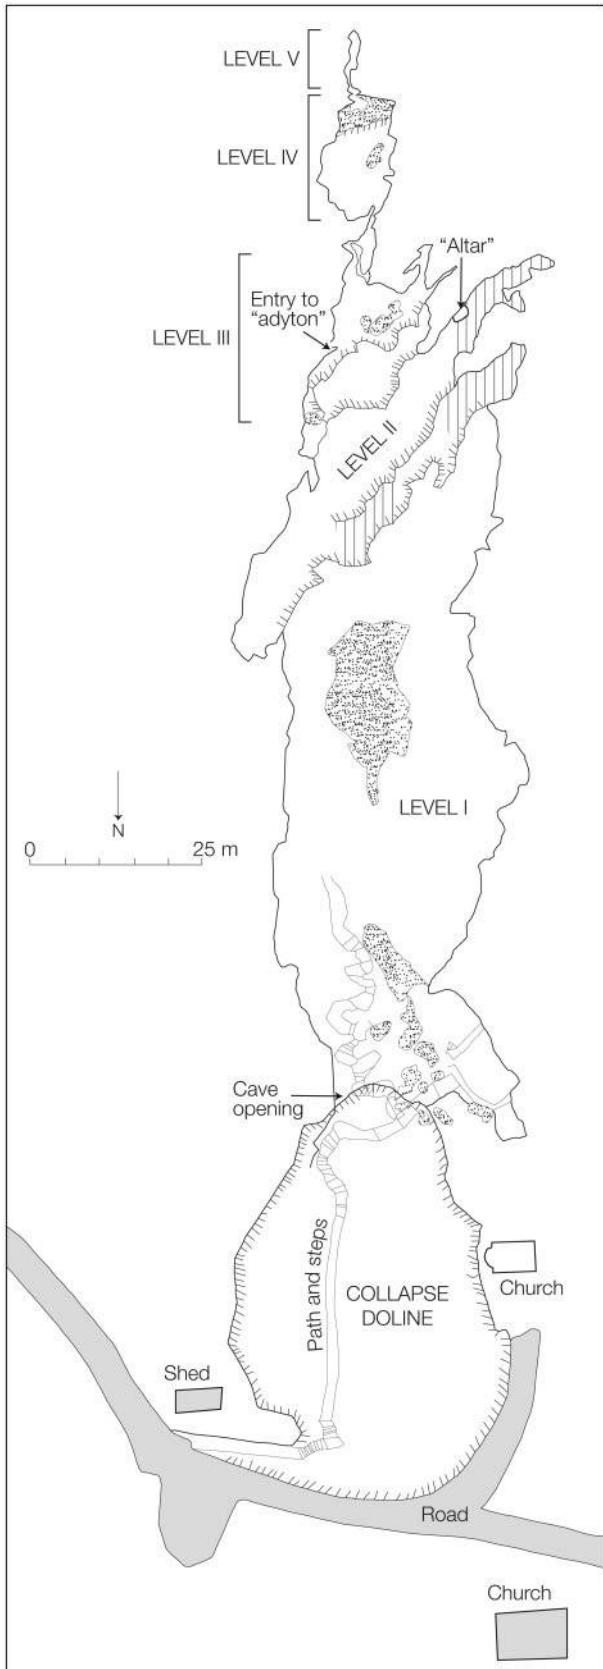 LEVEL V
LEVEL IV
"Altar"
Entry to
"adyton"
LEVEL III
LEVEL II
LEVEL I
N
0 25 m
Cave
opening
Path and steps
COLLAPSE
DOLINE
Church
Shed
Road
Church